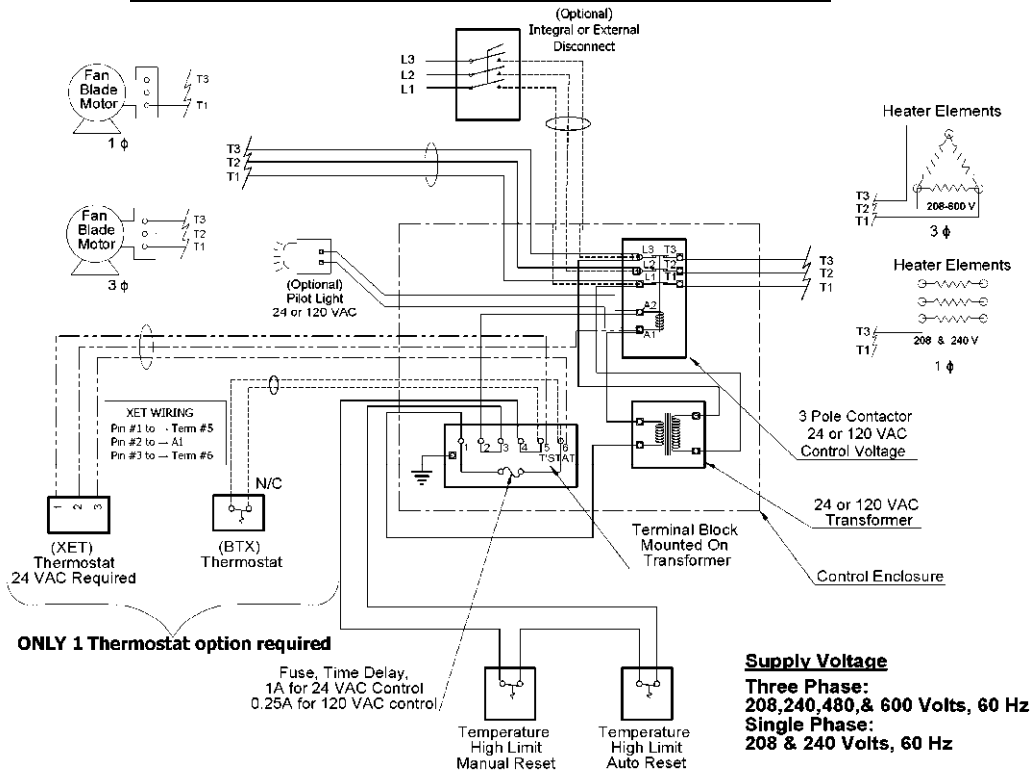 (Optional)
Integral or External
Disconnect
L3
L2
L1
Fan
Blade
Motor
T3
T1
1 ϕ
T3
T2
T1
Fan
Blade
Motor
T3
T2
T1
3 ϕ
Heater Elements
T3
T2
T1
208-600 V
3 ϕ
(Optional)
Pilot Light
24 or 120 VAC
L3 T3
L2 T2
L1 T1
A2
A1
T3
T2
T1
Heater Elements
T3
T1
208 & 240 V
1 ϕ
XET WIRING
Pin #1 to - Term #5
Pin #2 to — A1
Pin #3 to — Term #6
1 2 3 4 5 6
T'STAT
3 Pole Contactor
24 or 120 VAC
Control Voltage
N/C
1 2 3
(XET)
Thermostat
24 VAC Required
(BTX)
Thermostat
Terminal Block
Mounted On
Transformer
24 or 120 VAC
Transformer
Control Enclosure
ONLY 1 Thermostat option required
Fuse, Time Delay,
1A for 24 VAC Control
0.25A for 120 VAC control
Temperature
High Limit
Manual Reset
Temperature
High Limit
Auto Reset
Supply Voltage
Three Phase:
208,240,480,& 600 Volts, 60 Hz
Single Phase:
208 & 240 Volts, 60 Hz